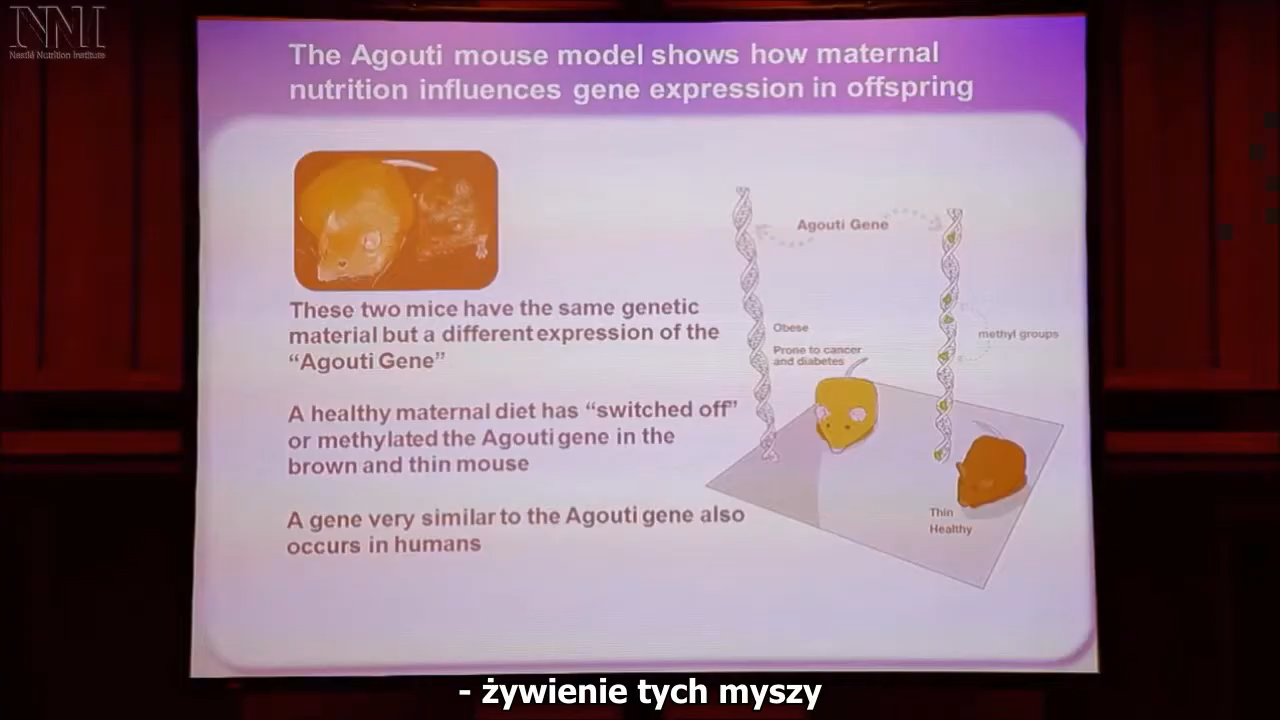 NNI
Nestlé Nutrition Institute
The Agouti mouse model shows how maternal
nutrition influences gene expression in offspring
Agouti Gene
These two mice have the same genetic
material but a different expression of the
“Agouti Gene”
Obese
Prone to cancer
and diabetes
methyl groups
A healthy maternal diet has “switched off”
or methylated the Agouti gene in the
brown and thin mouse
Thin
Healthy
A gene very similar to the Agouti gene also
occurs in humans
- żywienie tych myszy